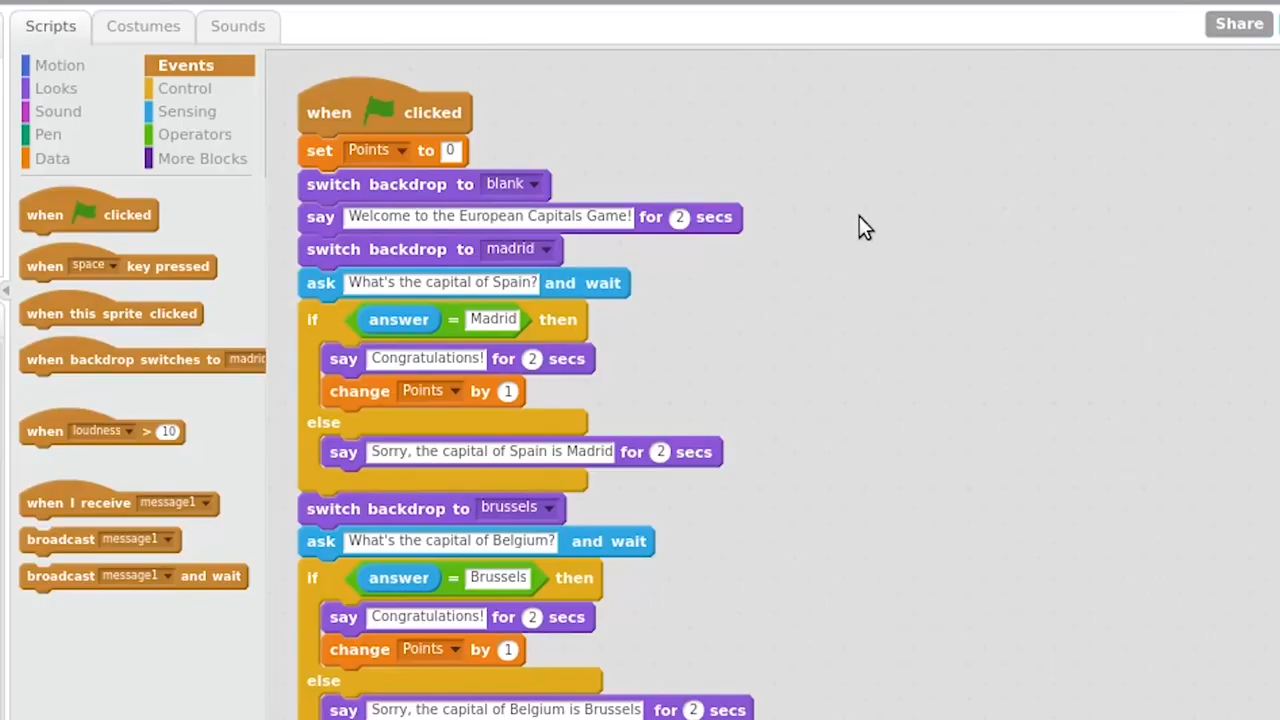 Scripts Costumes Sounds Share
Motion Events
Looks Control
Sound Sensing
Pen Operators
Data More Blocks
when clicked
when space key pressed
when this sprite clicked
when backdrop switches to
when loudness > 10
when I receive message1
broadcast message1
broadcast message1 and wait
when clicked
set Points to 0
switch backdrop to blank
say Welcome to the European Capitals Game! for 2 secs
switch backdrop to madrid
ask What's the capital of Spain? and wait
if answer = Madrid then
say Congratulations! for 2 secs
change Points by 1
else
say Sorry, the capital of Spain is Madrid for 2 secs
switch backdrop to brussels
ask What's the capital of Belgium? and wait
if answer = Brussels then
say Congratulations! for 2 secs
change Points by 1
else
say Sorry, the capital of Belgium is Brussels for 2 secs